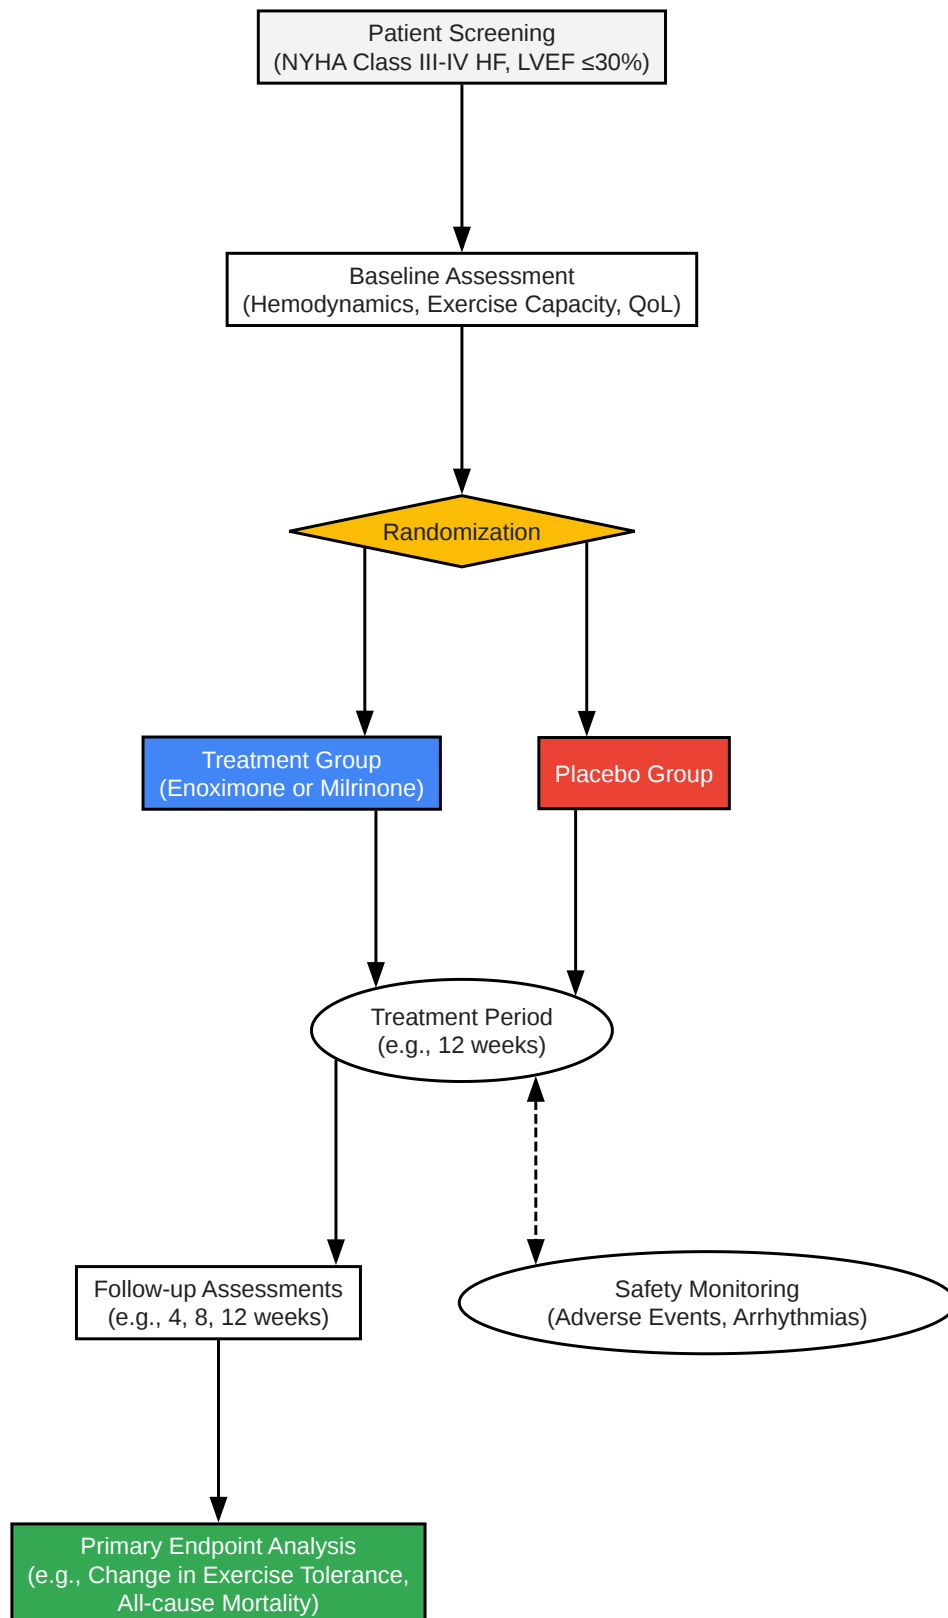 Patient Screening
(NYHA Class III-IV HF, LVEF ≤30%)
Baseline Assessment
(Hemodynamics, Exercise Capacity, QoL)
Randomization
Treatment Group
(Enoximone or Milrinone)
Placebo Group
Treatment Period
(e.g., 12 weeks)
Follow-up Assessments
(e.g., 4, 8, 12 weeks)
Safety Monitoring
(Adverse Events, Arrhythmias)
Primary Endpoint Analysis
(e.g., Change in Exercise Tolerance,
All-cause Mortality)